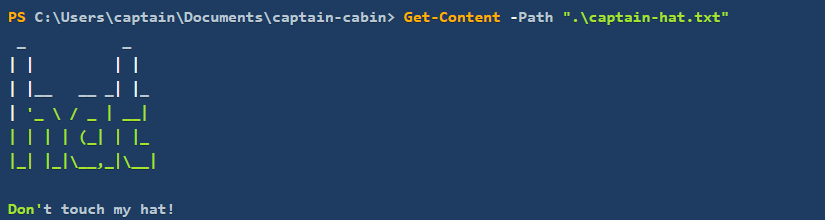 PS C:\Users\captain\Documents\captain-cabin> Get-Content -Path ".\captain-hat.txt"
 _           _
| |         | |
| |__   __ _| |_
| '_ \ / _ | __|
| | | | (_| | |_
|_| |_|\__,_|\__|
Don't touch my hat!